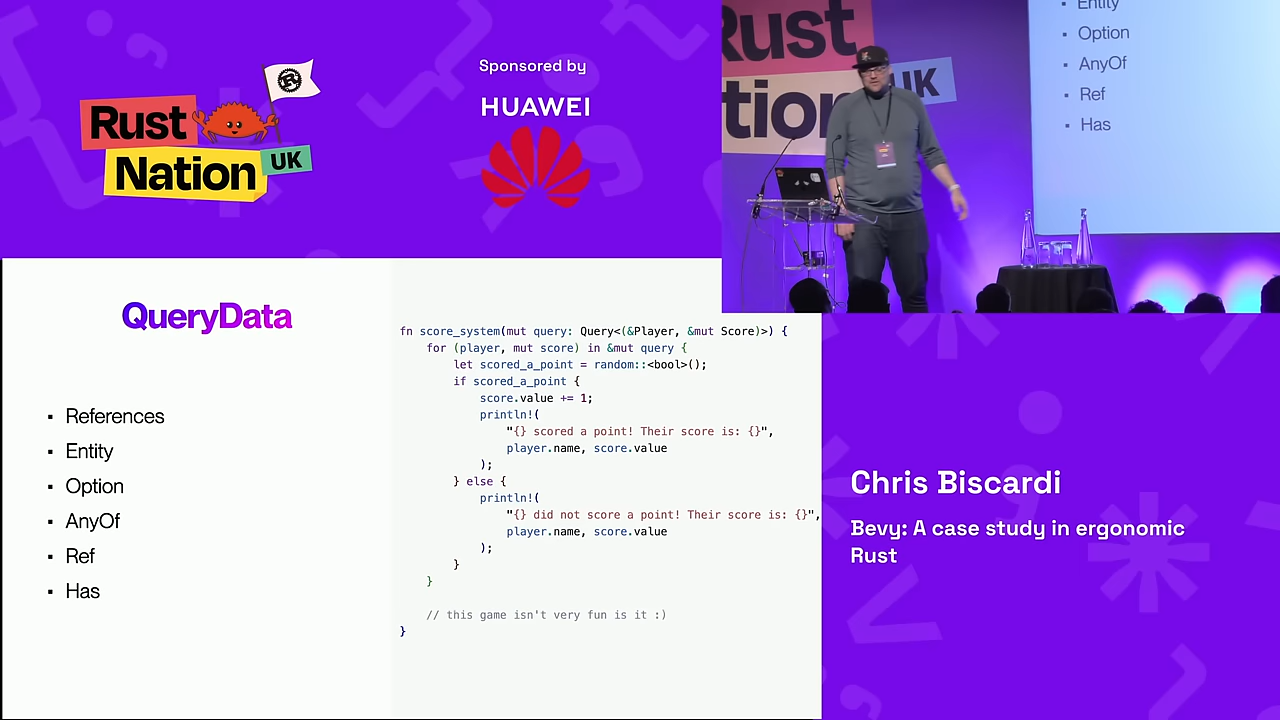 Rust
Nation
UK
Sponsored by
HUAWEI
Rust
tion
UK
Entity
Option
AnyOf
Ref
Has
QueryData
References
Entity
Option
AnyOf
Ref
Has
fn score_system(mut query: Query<(&Player, &mut Score)>) {
for (player, mut score) in &mut query {
let scored_a_point = random::<bool>();
if scored_a_point {
score.value += 1;
println!(
"{} scored a point! Their score is: {}",
player.name, score.value
);
} else {
println!(
"{} did not score a point! Their score is: {}",
player.name, score.value
);
}
}
// this game isn't very fun is it :)
}
Chris Biscardi
Bevy: A case study in ergonomic
Rust